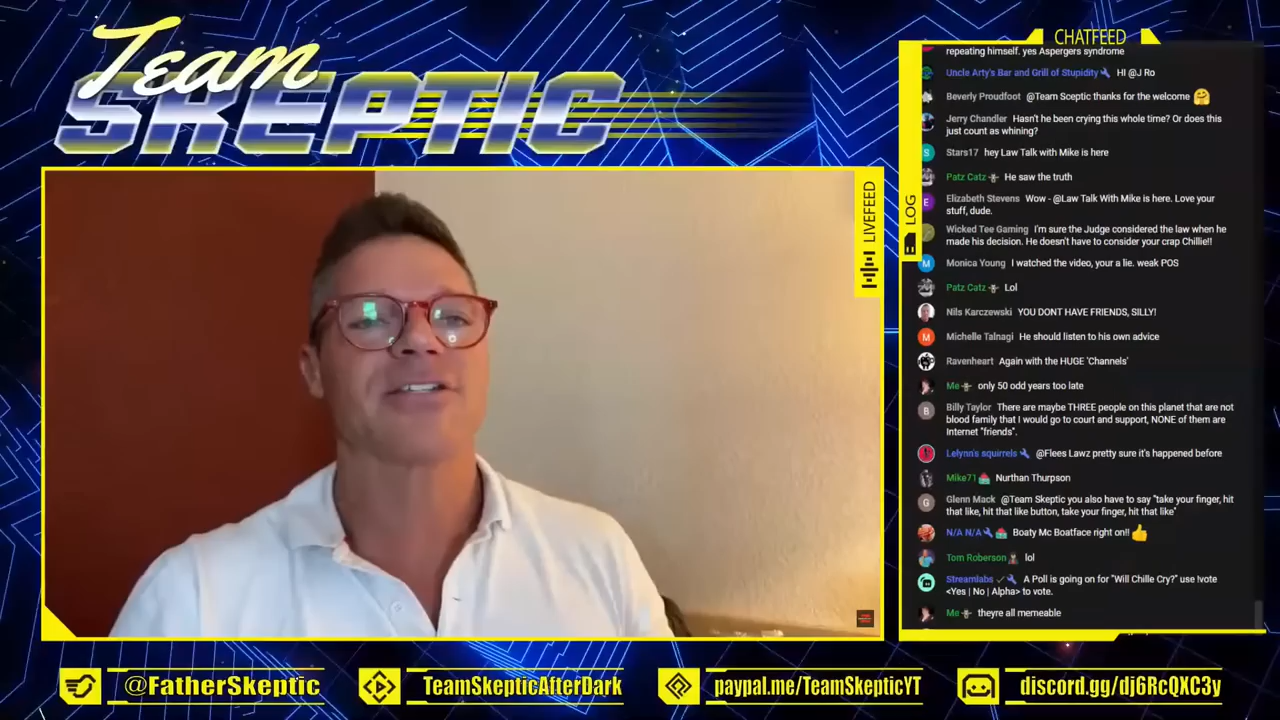 Team
SKEPTIC
LIVEFEED
CHATFEED
LOG
repeating himself. yes Aspergers syndrome
Uncle Arty's Bar and Grill of Stupidity HI @J Ro
Beverly Proudfoot @Team Sceptic thanks for the welcome
Jerry Chandler Hasn't he been crying this whole time? Or does this
just count as whining?
S Stars17 hey Law Talk with Mike is here
Patz Catz He saw the truth
E Elizabeth Stevens Wow - @Law Talk With Mike is here. Love your
stuff, dude.
Wicked Tee Gaming I'm sure the Judge considered the law when he
made his decision. He doesn't have to consider your crap Chillie!!
M Monica Young I watched the video, your a lie. weak POS
Patz Catz Lol
Nils Karczewski YOU DONT HAVE FRIENDS, SILLY!
M Michelle Talnagi He should listen to his own advice
Ravenheart Again with the HUGE 'Channels'
Me only 50 odd years too late
B Billy Taylor There are maybe THREE people on this planet that are not
blood family that I would go to court and support, NONE of them are
Internet "friends".
Lelynn's squirrels @Flees Lawz pretty sure it's happened before
Mike71 Nurthan Thurpson
G Glenn Mack @Team Skeptic you also have to say "take your finger, hit
that like, hit that like button, take your finger, hit that like"
N/A N/A Boaty Mc Boatface right on!!
Tom Roberson lol
Streamlabs A Poll is going on for "Will Chille Cry?" use !vote
<Yes | No | Alpha> to vote.
Me theyre all memeable
@FatherSkeptic
TeamSkepticAfterDark
paypal.me/TeamSkepticYT
discord.gg/dj6RcQXC3y